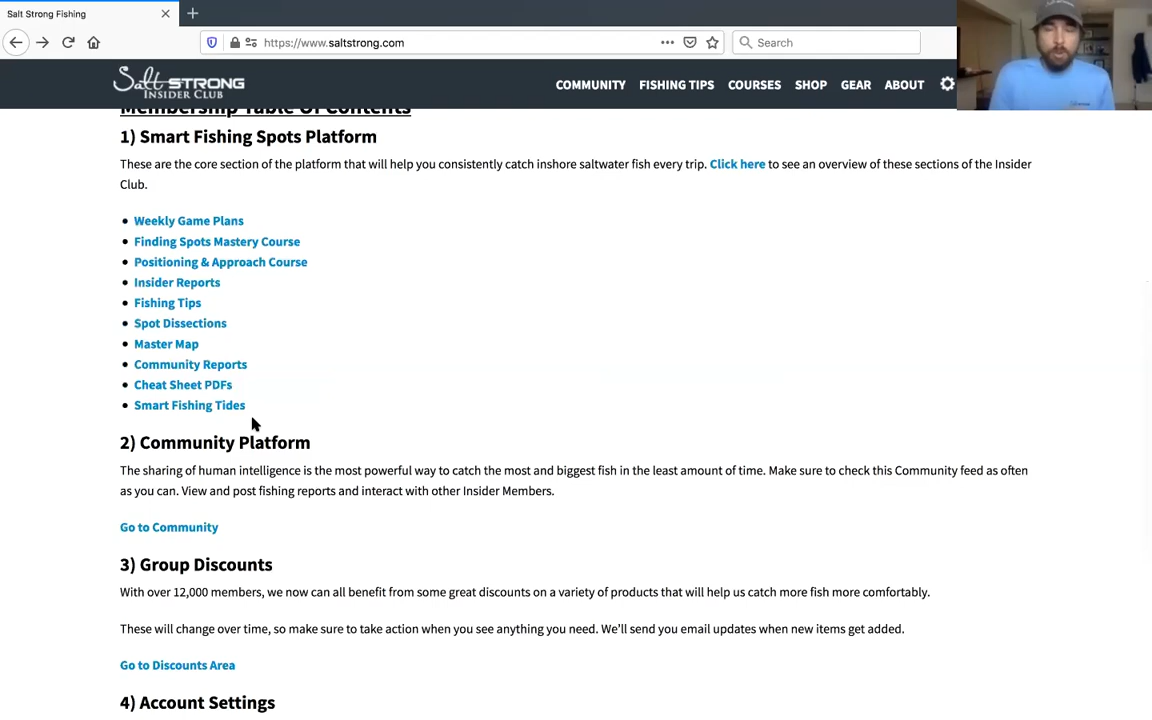 Salt Strong Fishing
https://www.saltstrong.com
Search
Salt STRONG
INSIDER CLUB
COMMUNITY FISHING TIPS COURSES SHOP GEAR ABOUT
Membership Table Of Contents
1) Smart Fishing Spots Platform
These are the core section of the platform that will help you consistently catch inshore saltwater fish every trip. Click here to see an overview of these sections of the Insider
Club.
Weekly Game Plans
Finding Spots Mastery Course
Positioning & Approach Course
Insider Reports
Fishing Tips
Spot Dissections
Master Map
Community Reports
Cheat Sheet PDFs
Smart Fishing Tides
2) Community Platform
The sharing of human intelligence is the most powerful way to catch the most and biggest fish in the least amount of time. Make sure to check this Community feed as often
as you can. View and post fishing reports and interact with other Insider Members.
Go to Community
3) Group Discounts
With over 12,000 members, we now can all benefit from some great discounts on a variety of products that will help us catch more fish more comfortably.
These will change over time, so make sure to take action when you see anything you need. We'll send you email updates when new items get added.
Go to Discounts Area
4) Account Settings